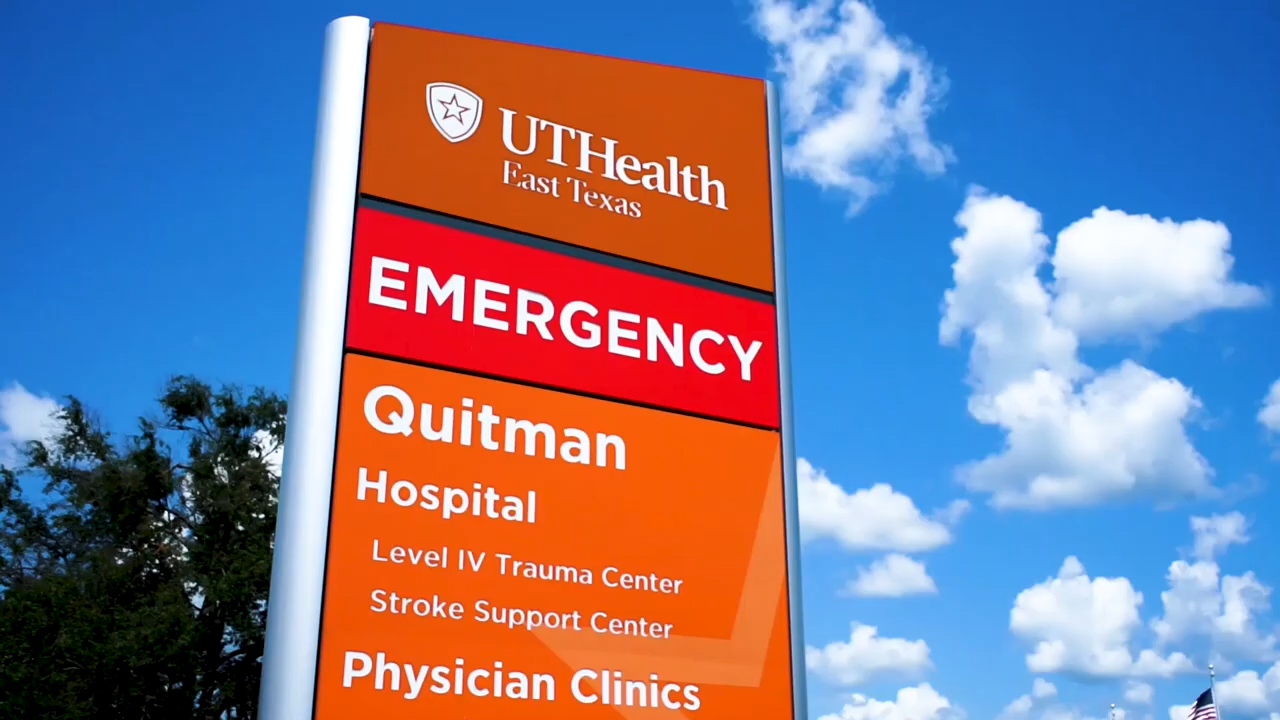 UTHealth
East Texas
EMERGENCY
Quitman
Hospital
Level IV Trauma Center
Stroke Support Center
Physician Clinics